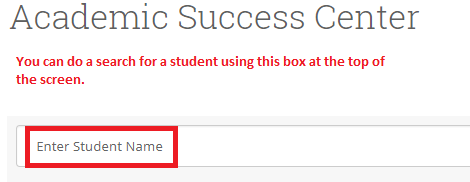 Academic Success Center
You can do a search for a student using this box at the top of
the screen.
Enter Student Name